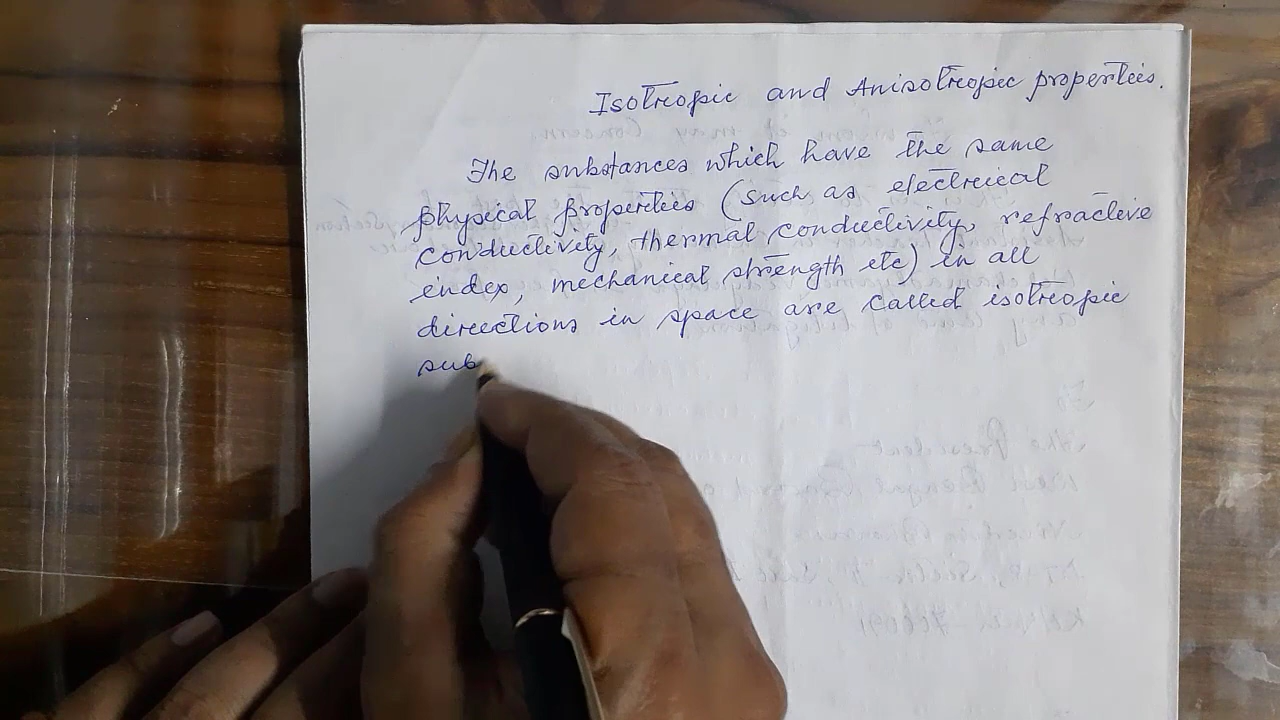 Isotropic and Anisotropic properties.
The substances which have the same
physical properties (such as electrical
conductivity, thermal conductivity, refractive
index, mechanical strength etc) in all
directions in space are called isotropic
sub